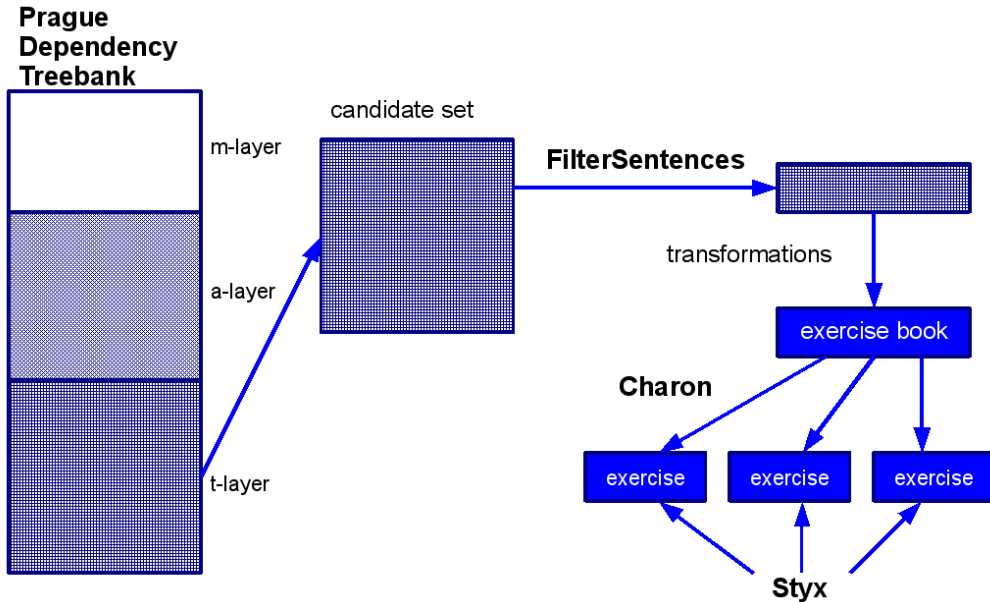 Prague
Dependency
Treebank
m-layer
a-layer
t-layer
candidate set
FilterSentences
transformations
exercise book
Charon
exercise
exercise
exercise
Styx